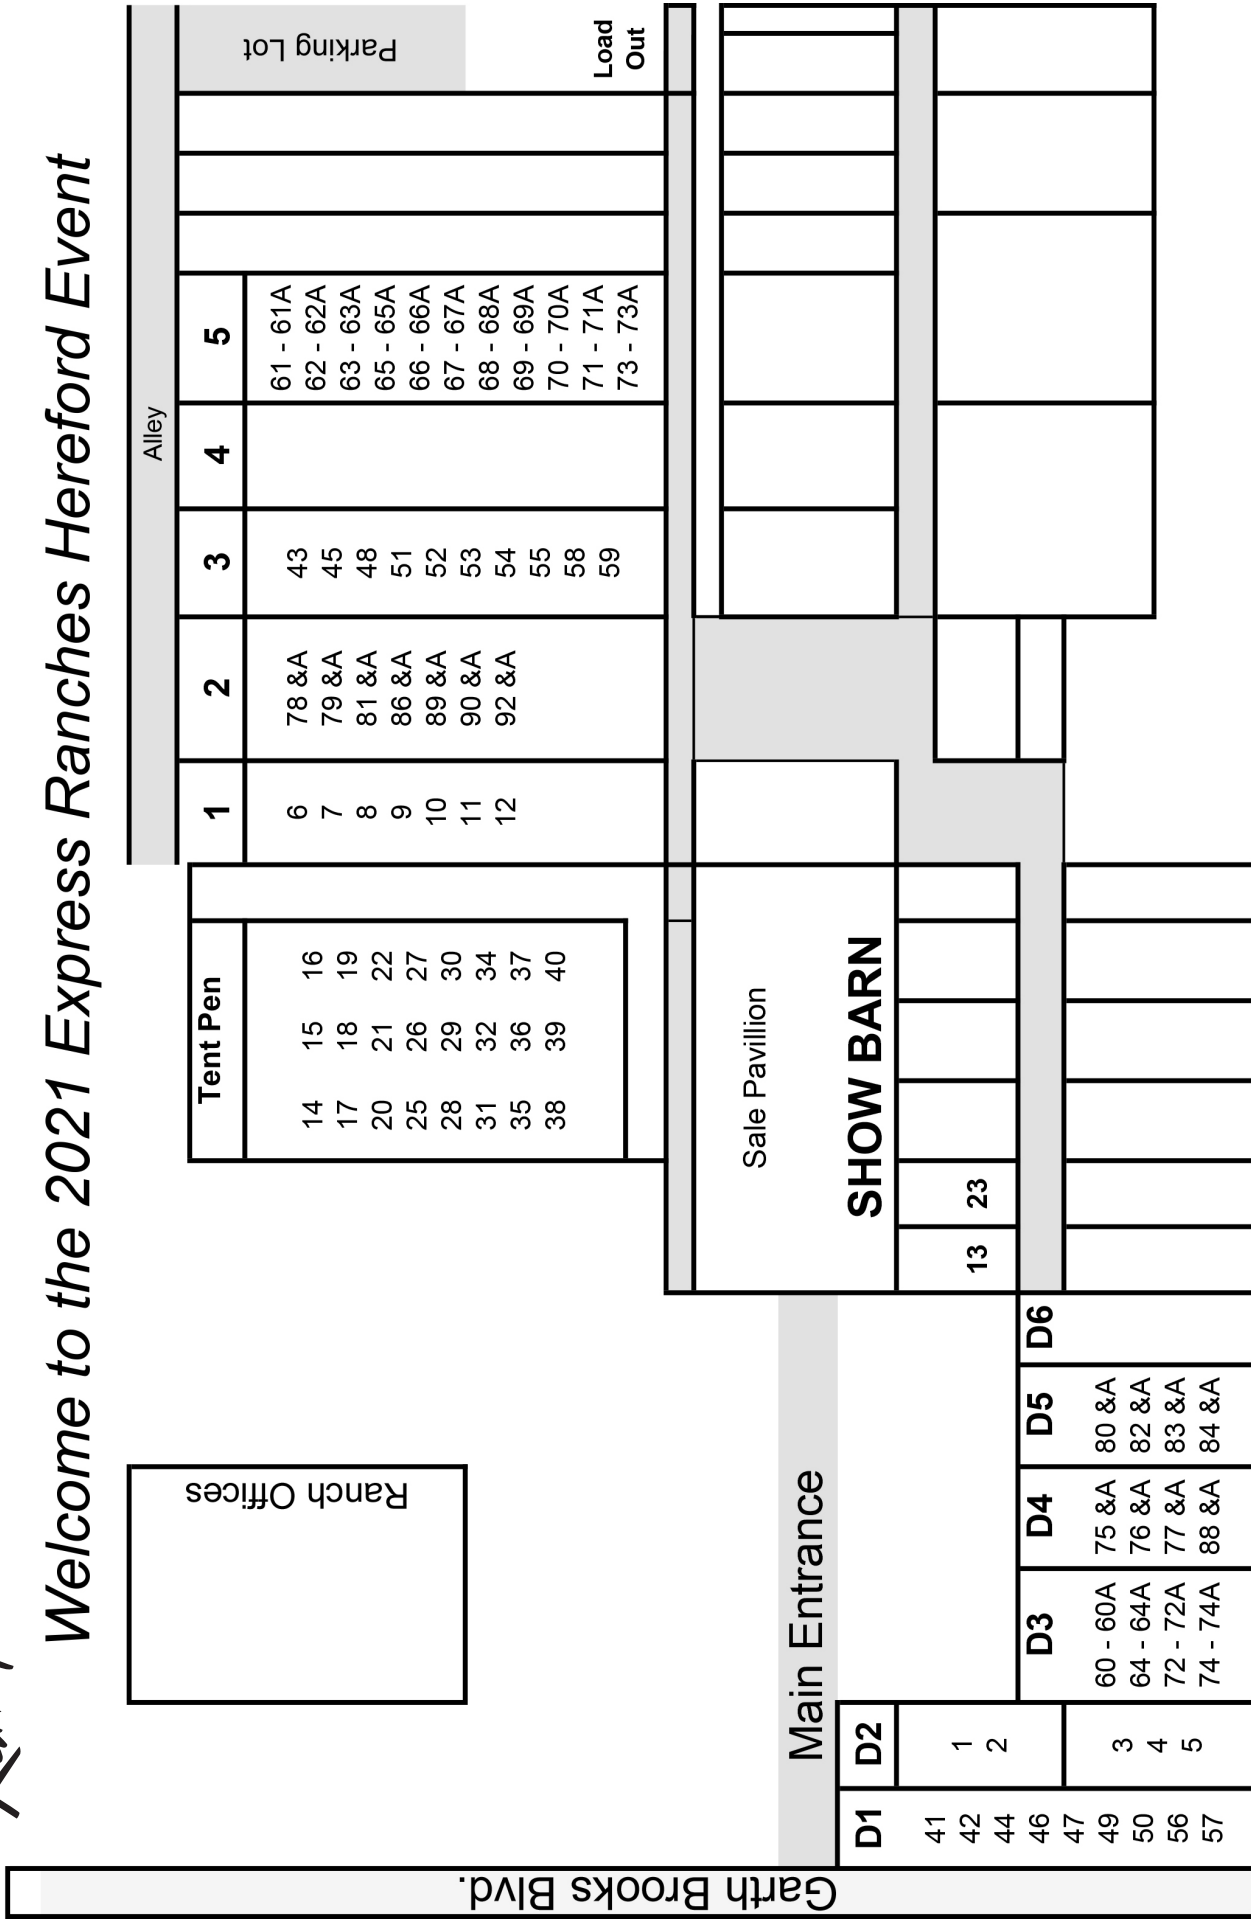 Welcome to the 2021 Express Ranches Hereford Event
Ranch Offices
Parking Lot
Alley
Load
Out
Tent Pen
14 15 16
17 18 19
20 21 22
25 26 27
28 29 30
31 32 34
35 36 37
38 39 40
1
6
7
8
9
10
11
12
2
78 &A
79 &A
81 &A
86 &A
89 &A
90 &A
92 &A
3
43
45
48
51
52
53
54
55
58
59
4
5
61 - 61A
62 - 62A
63 - 63A
65 - 65A
66 - 66A
67 - 67A
68 - 68A
69 - 69A
70 - 70A
71 - 71A
73 - 73A
Sale Pavillion
SHOW BARN
13 23
Main Entrance
Garth Brooks Blvd.
D1
41
42
44
46
47
49
50
56
57
D2
1
2
3
4
5
D3
60 - 60A
64 - 64A
72 - 72A
74 - 74A
D4
75 &A
76 &A
77 &A
88 &A
D5
80 &A
82 &A
83 &A
84 &A
D6